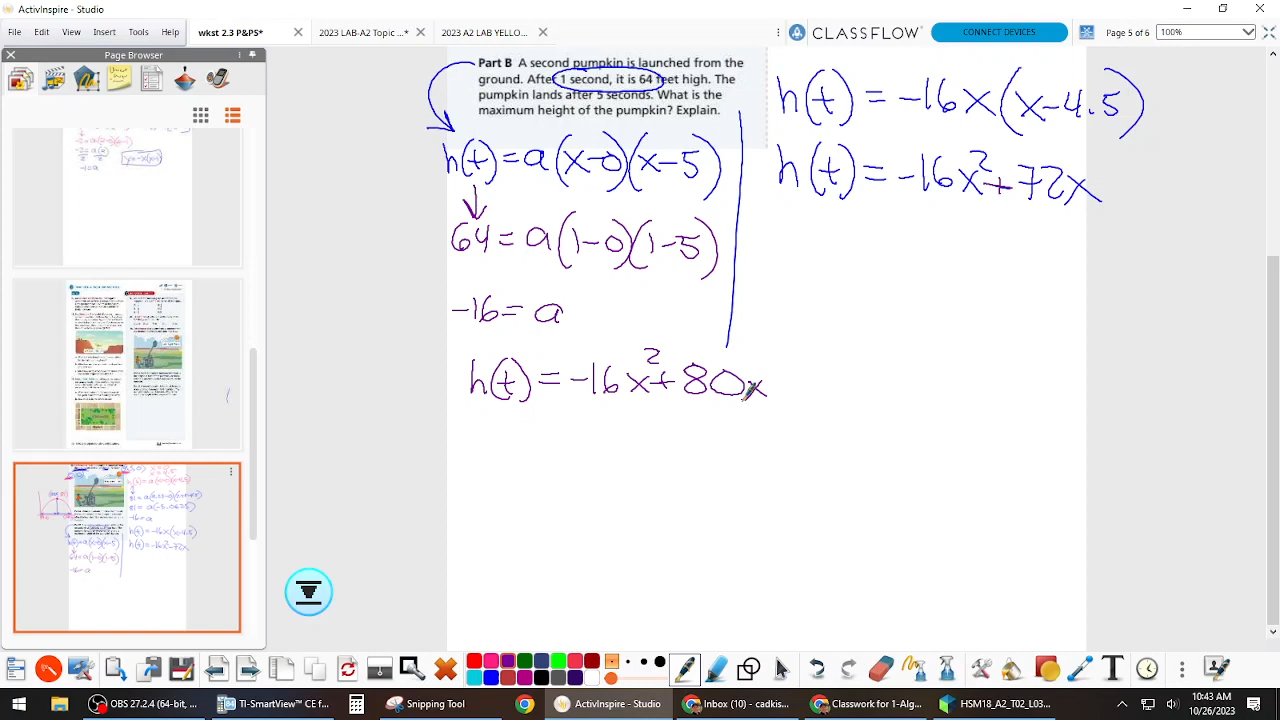 ActivInspire - Studio
File Edit View Insert Tools Help
wkst 2.3 P&PS*
2023 LAB-A2 TOC ...*
2023 A2 LAB YELLO...
CLASSFLOW
CONNECT DEVICES
Page 5 of 6
100%
Page Browser
Part B A second pumpkin is launched from the
ground. After 1 second, it is 64 feet high. The
pumpkin lands after 5 seconds. What is the
maximum height of the pumpkin? Explain.
h(t) = a(x-0)(x-5)
64 = a(1-0)(1-5)
-16 = a
h(t) = -16x² + 80x
h(t) = -16x(x-4.5)
h(t) = -16x² + 72x
OBS 27.2.4 (64-bit, ...
TI-SmartView™ CE f...
Snipping Tool
ActivInspire - Studio
Inbox (10) - cadkis...
Classwork for 1-Alg...
HSM18_A2_T02_L03...
10:43 AM
10/26/2023